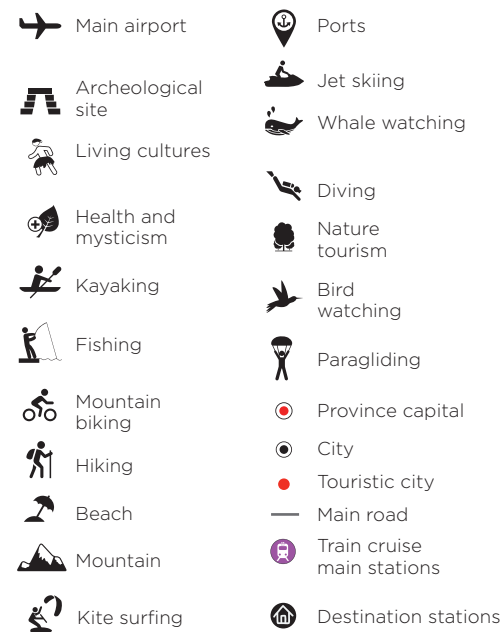 Main airport
Archeological
site
Living cultures
Health and
mysticism
Kayaking
Fishing
Mountain
biking
Hiking
Beach
Mountain
Kite surfing
Ports
Jet skiing
Whale watching
Diving
Nature
tourism
Bird
watching
Paragliding
Province capital
City
Touristic city
Main road
Train cruise
main stations
Destination stations